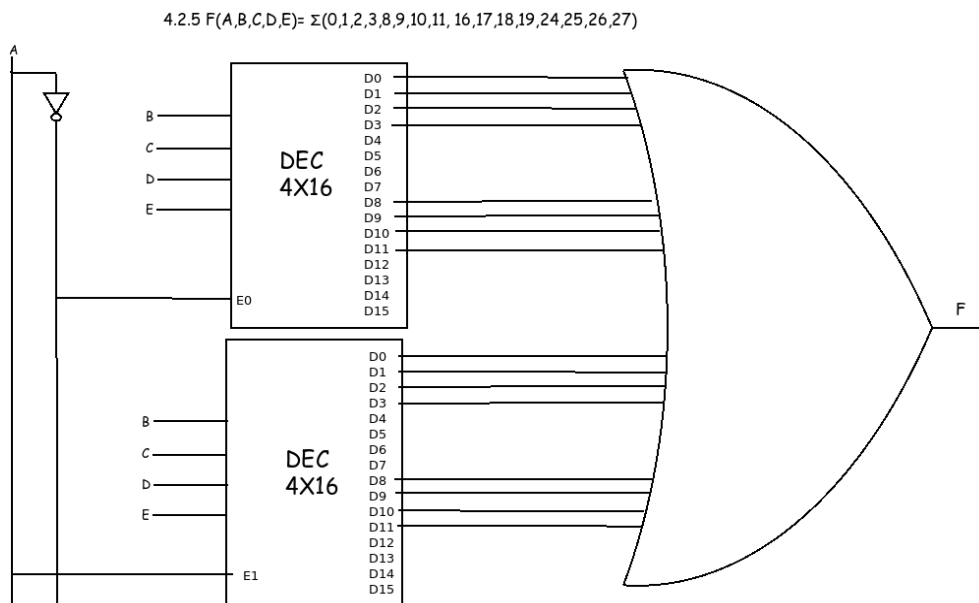 4.2.5 F(A,B,C,D,E)= Σ(0,1,2,3,8,9,10,11, 16,17,18,19,24,25,26,27)
A
B
C
D
E
DEC
4X16
E0
D0
D1
D2
D3
D4
D5
D6
D7
D8
D9
D10
D11
D12
D13
D14
D15
F
B
C
D
E
DEC
4X16
E1
D0
D1
D2
D3
D4
D5
D6
D7
D8
D9
D10
D11
D12
D13
D14
D15